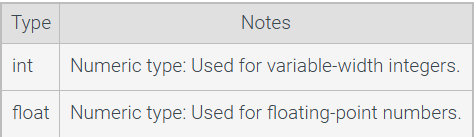 Type Notes
int Numeric type: Used for variable-width integers.
float Numeric type: Used for floating-point numbers.